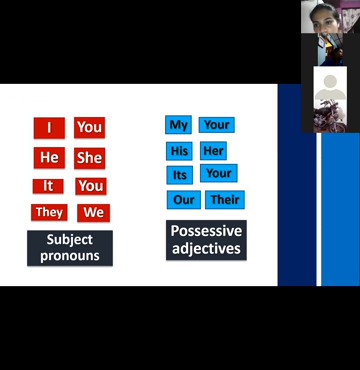 I You
He She
It You
They We
Subject
pronouns
My Your
His Her
Its Your
Our Their
Possessive
adjectives